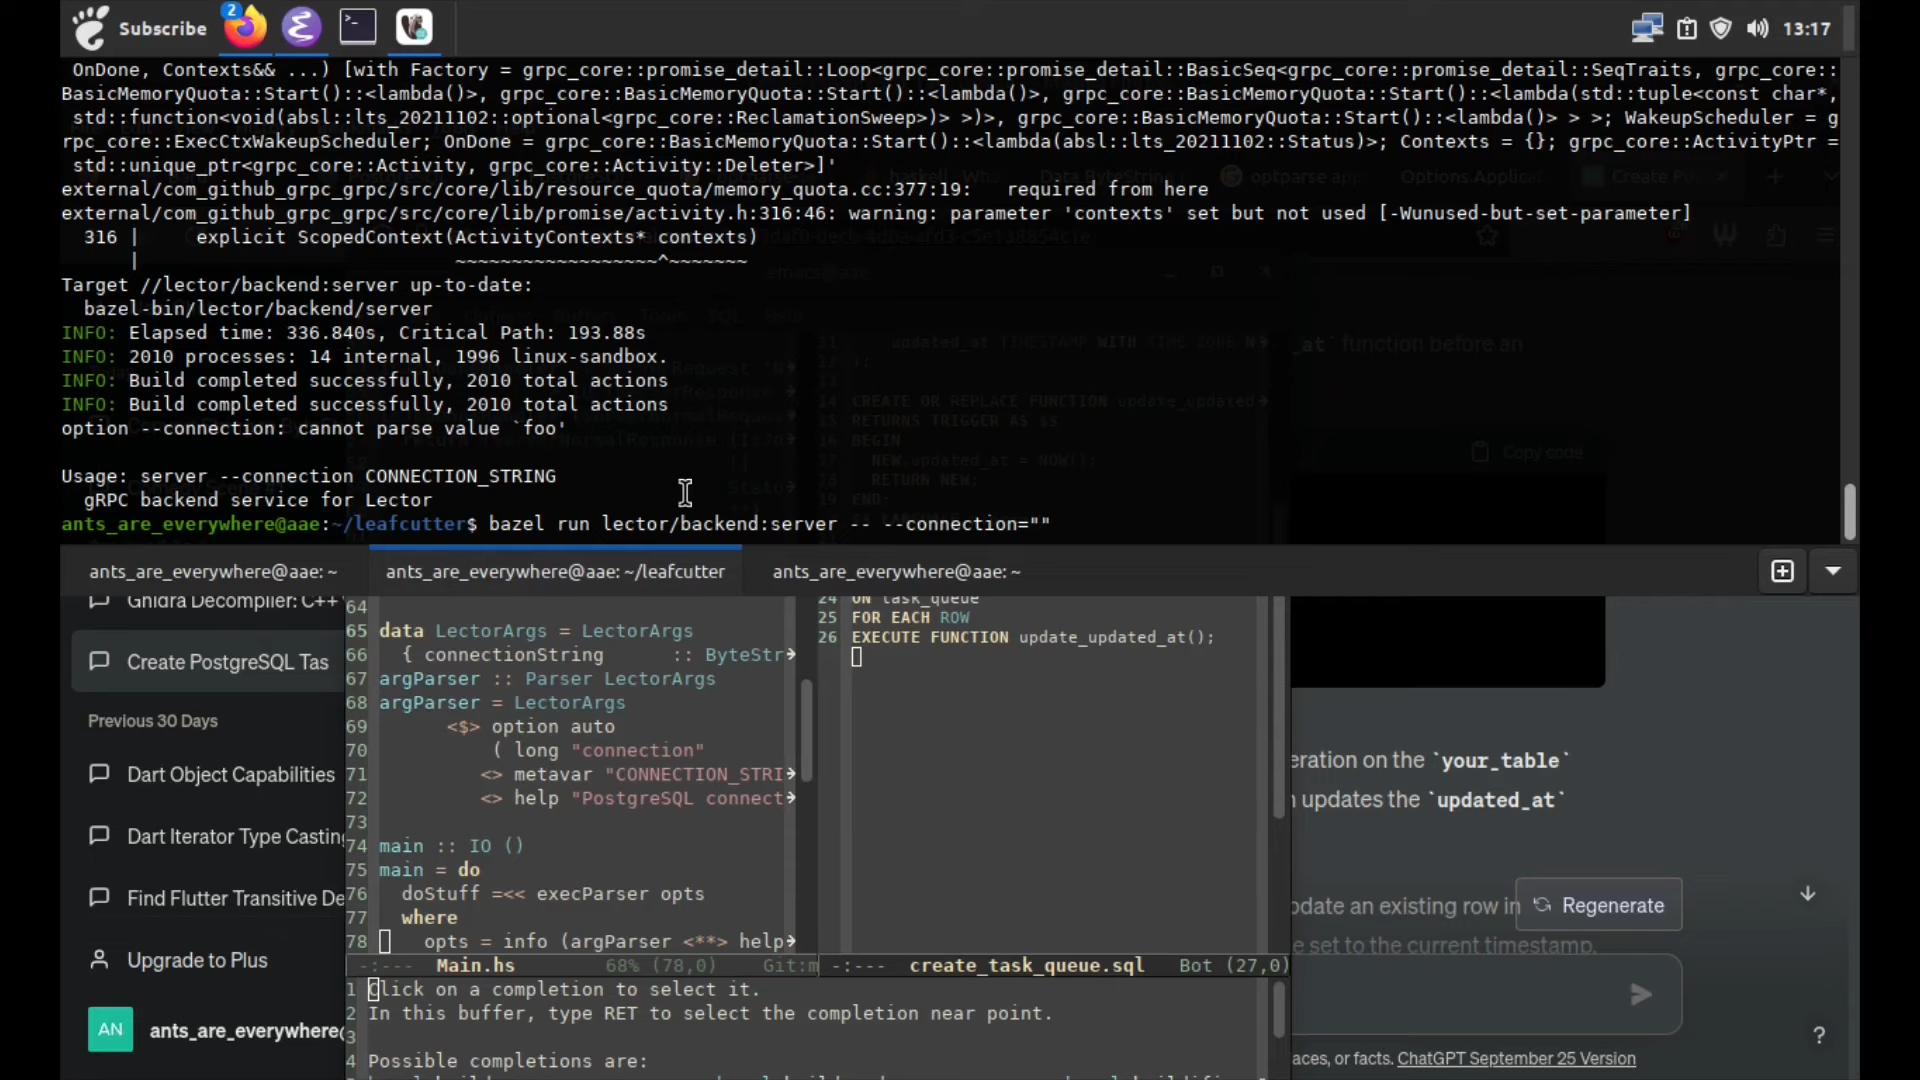 2
Subscribe
13:17
OnDone, Contexts&& ...) [with Factory = grpc_core::promise_detail::Loop<grpc_core::promise_detail::BasicSeq<grpc_core::promise_detail::SeqTraits, grpc_core::
BasicMemoryQuota::Start()::<lambda()>, grpc_core::BasicMemoryQuota::Start()::<lambda()>, grpc_core::BasicMemoryQuota::Start()::<lambda(std::tuple<const char*,
std::function<void(absl::lts_20211102::optional<grpc_core::ReclamationSweep>)> >)>, grpc_core::BasicMemoryQuota::Start()::<lambda()> > >; WakeupScheduler = g
rpc_core::ExecCtxWakeupScheduler; OnDone = grpc_core::BasicMemoryQuota::Start()::<lambda(absl::lts_20211102::Status)>; Contexts = {}; grpc_core::ActivityPtr =
std::unique_ptr<grpc_core::Activity, grpc_core::Activity::Deleter>]'
external/com_github_grpc_grpc/src/core/lib/resource_quota/memory_quota.cc:377:19:   required from here
external/com_github_grpc_grpc/src/core/lib/promise/activity.h:316:46: warning: parameter 'contexts' set but not used [-Wunused-but-set-parameter]
316 |     explicit ScopedContext(ActivityContexts* contexts)
|                            ~~~~~~~~~~~~~~~~~~^~~~~~~~
Target //lector/backend:server up-to-date:
bazel-bin/lector/backend/server
INFO: Elapsed time: 336.840s, Critical Path: 193.88s
INFO: 2010 processes: 14 internal, 1996 linux-sandbox.
INFO: Build completed successfully, 2010 total actions
INFO: Build completed successfully, 2010 total actions
option --connection: cannot parse value `foo'
Usage: server --connection CONNECTION_STRING
gRPC backend service for Lector
ants_are_everywhere@aae:~/leafcutter$ bazel run lector/backend:server -- --connection=""
ants_are_everywhere@aae: ~
ants_are_everywhere@aae: ~/leafcutter
ants_are_everywhere@aae: ~
Ghidra Decompiler: C++
Create PostgreSQL Tas
Previous 30 Days
Dart Object Capabilities
Dart Iterator Type Casting
Find Flutter Transitive De
Upgrade to Plus
AN ants_are_everywhere@
64
65 data LectorArgs = LectorArgs
66   { connectionString      :: ByteStr
67 argParser :: Parser LectorArgs
68 argParser = LectorArgs
69       <$> option auto
70           ( long "connection"
71          <> metavar "CONNECTION_STRI
72          <> help "PostgreSQL connect
73
74 main :: IO ()
75 main = do
76   doStuff =<< execParser opts
77   where
78     opts = info (argParser <**> help
-:---  Main.hs        68% (78,0)     Git:m
24 ON task_queue
25 FOR EACH ROW
26 EXECUTE FUNCTION update_updated_at();
-:---   create_task_queue.sql   Bot (27,0)
1 Click on a completion to select it.
2 In this buffer, type RET to select the completion near point.
3
4 Possible completions are:
eration on the `your_table`
updates the `updated_at`
pdate an existing row in
e set to the current timestamp.
Regenerate
aces, or facts. ChatGPT September 25 Version
?